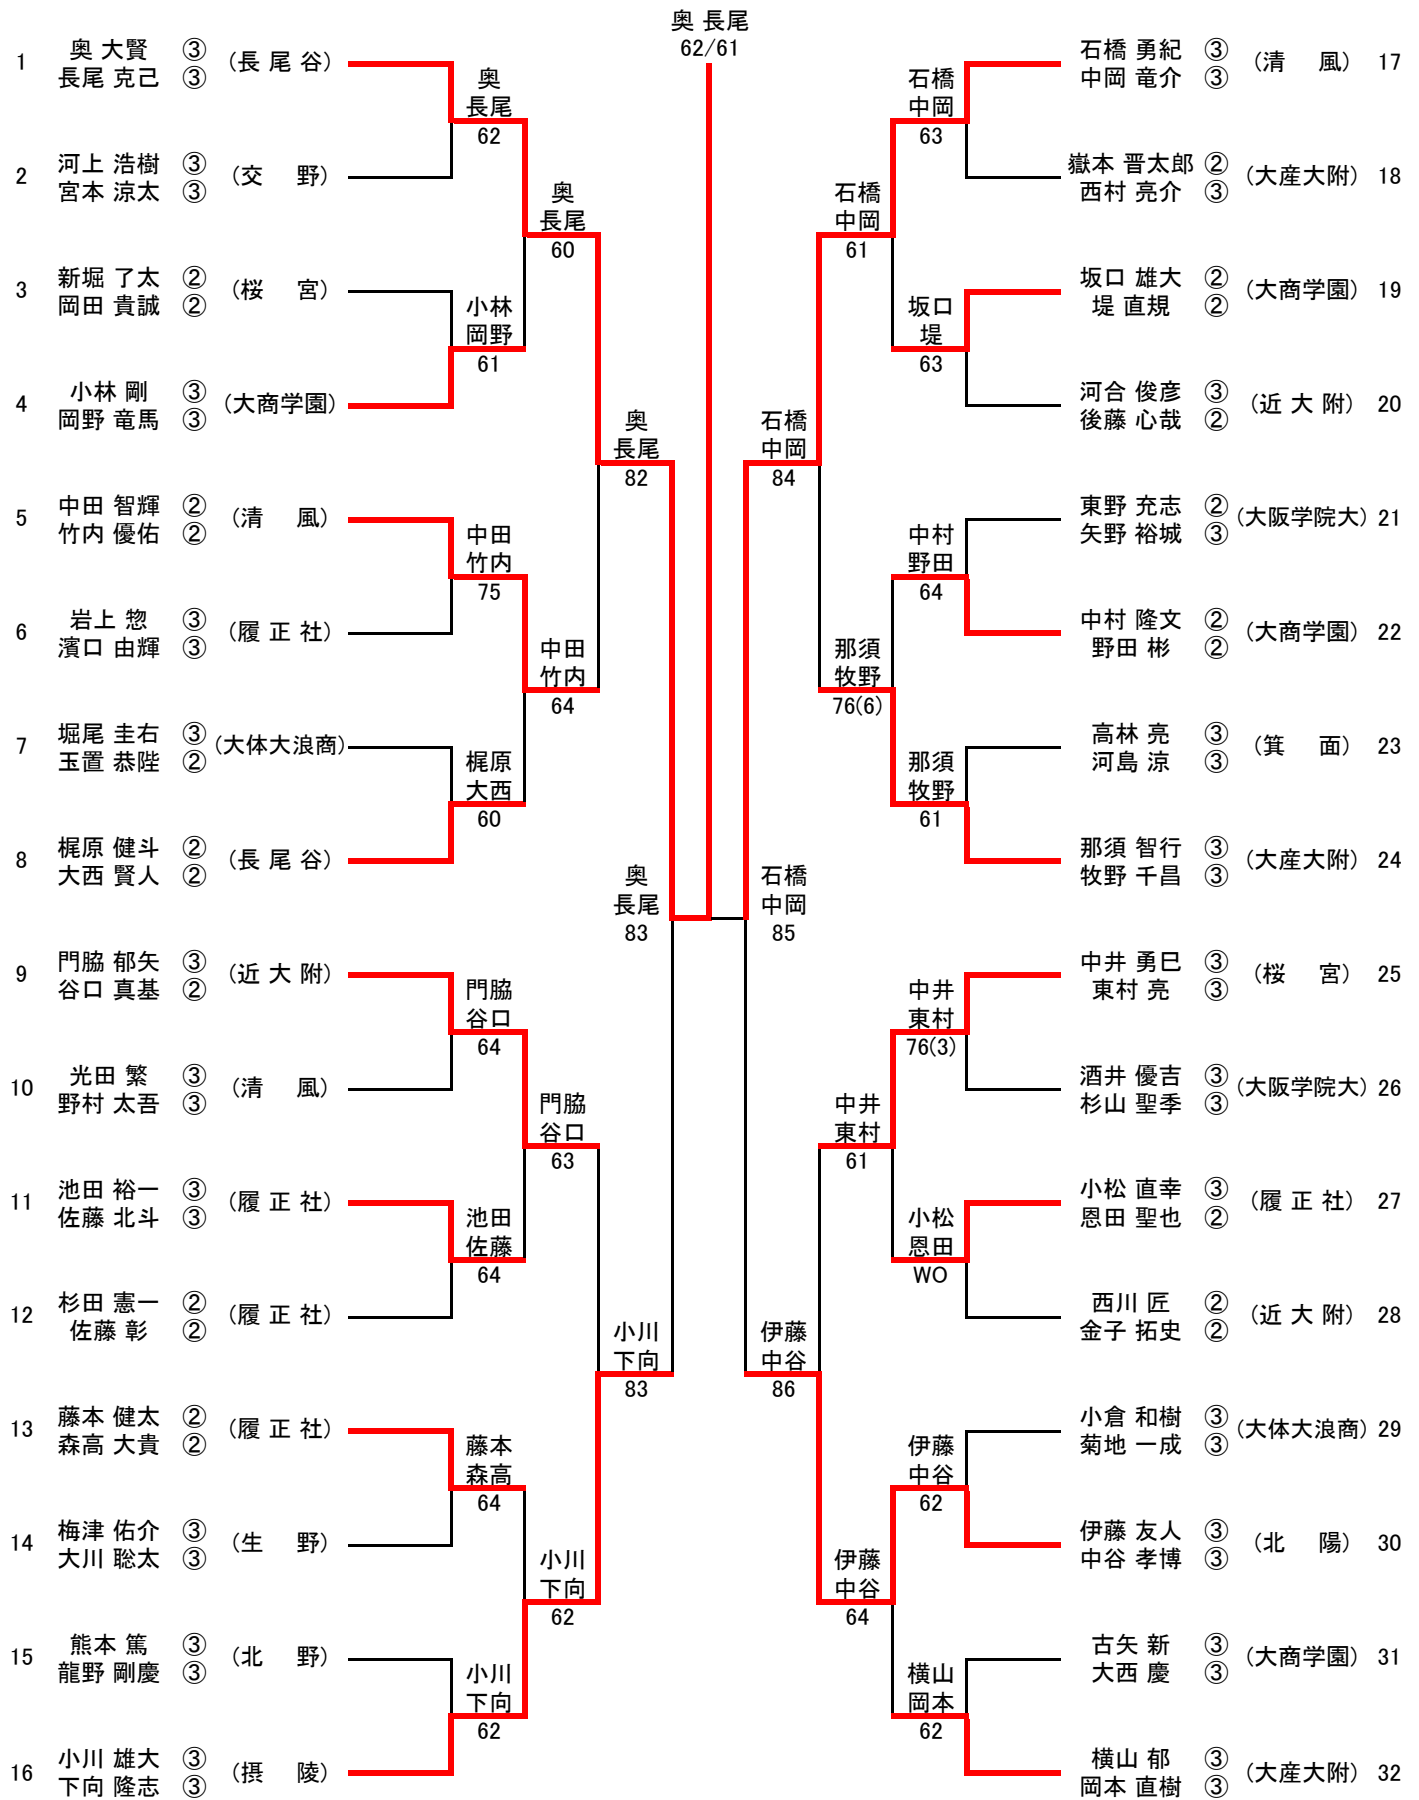 奥 長尾
62/61
1 奥 大賢 ③ (長 尾 谷)
長尾 克己 ③
2 河上 浩樹 ③ (交 野)
宮本 涼太 ③
3 新堀 了太 ② (桜 宮)
岡田 貴誠 ②
4 小林 剛 ③ (大商学園)
岡野 竜馬 ③
5 中田 智輝 ② (清 風)
竹内 優佑 ②
6 岩上 惣 ③ (履 正 社)
濱口 由輝 ③
7 堀尾 圭右 ③ (大体大浪商)
玉置 恭陛 ②
8 梶原 健斗 ② (長 尾 谷)
大西 賢人 ②
9 門脇 郁矢 ③ (近 大 附)
谷口 真基 ②
10 光田 繁 ③ (清 風)
野村 太吾 ③
11 池田 裕一 ③ (履 正 社)
佐藤 北斗 ③
12 杉田 憲一 ② (履 正 社)
佐藤 彰 ②
13 藤本 健太 ② (履 正 社)
森高 大貴 ②
14 梅津 佑介 ③ (生 野)
大川 聡太 ③
15 熊本 篤 ③ (北 野)
龍野 剛慶 ③
16 小川 雄大 ③ (摂 陵)
下向 隆志 ③
奥
長尾
62
小林
岡野
61
中田
竹内
75
梶原
大西
60
門脇
谷口
64
池田
佐藤
64
藤本
森高
64
小川
下向
62
奥
長尾
60
中田
竹内
64
門脇
谷口
63
小川
下向
62
奥
長尾
82
小川
下向
83
奥
長尾
83
石橋
中岡
85
石橋
中岡
84
伊藤
中谷
86
石橋
中岡
61
那須
牧野
76(6)
中井
東村
61
伊藤
中谷
64
石橋
中岡
63
坂口
堤
63
中村
野田
64
那須
牧野
61
中井
東村
76(3)
小松
恩田
WO
伊藤
中谷
62
横山
岡本
62
石橋 勇紀 ③ (清 風) 17
中岡 竜介 ③
嶽本 晋太郎 ② (大産大附) 18
西村 亮介 ③
坂口 雄大 ② (大商学園) 19
堤 直規 ②
河合 俊彦 ③ (近 大 附) 20
後藤 心哉 ②
東野 充志 ② (大阪学院大) 21
矢野 裕城 ③
中村 隆文 ② (大商学園) 22
野田 彬 ②
高林 亮 ③ (箕 面) 23
河島 涼 ③
那須 智行 ③ (大産大附) 24
牧野 千昌 ③
中井 勇巳 ③ (桜 宮) 25
東村 亮 ③
酒井 優吉 ③ (大阪学院大) 26
杉山 聖季 ③
小松 直幸 ③ (履 正 社) 27
恩田 聖也 ②
西川 匠 ② (近 大 附) 28
金子 拓史 ②
小倉 和樹 ③ (大体大浪商) 29
菊地 一成 ③
伊藤 友人 ③ (北 陽) 30
中谷 孝博 ③
古矢 新 ③ (大商学園) 31
大西 慶 ③
横山 郁 ③ (大産大附) 32
岡本 直樹 ③